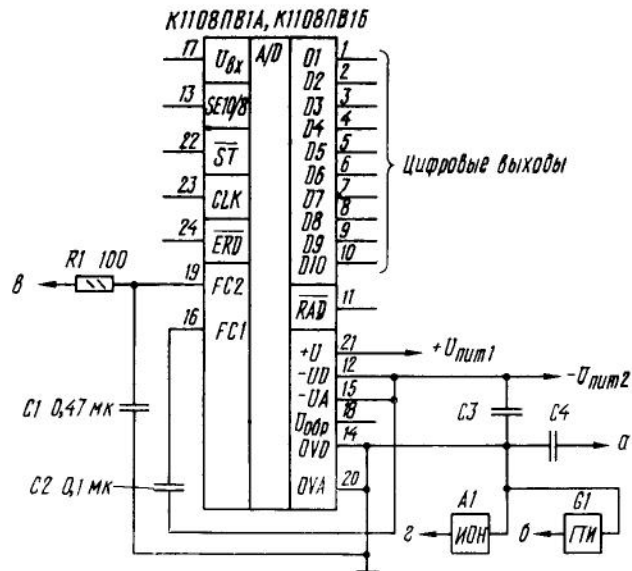 К1108ПВ1А, К1108ПВ1Б
17
Uвх
A/D
D1
1
D2
2
13
SE10/8
D3
3
D4
4
22
ST
D5
5
D6
6
Цифровые выходы
23
CLK
D7
7
D8
8
24
ERD
D9
9
D10
10
R1 100
в
19
FC2
RAD
11
16
FC1
+U
21
+Uпит1
-UD
12
-Uпит2
-UA
15
C1 0,47 мк
Uобр
18
C3
C4
0VD
14
а
C2 0,1 мк
0VA
20
A1
G1
г
ИОН
б
ГТИ